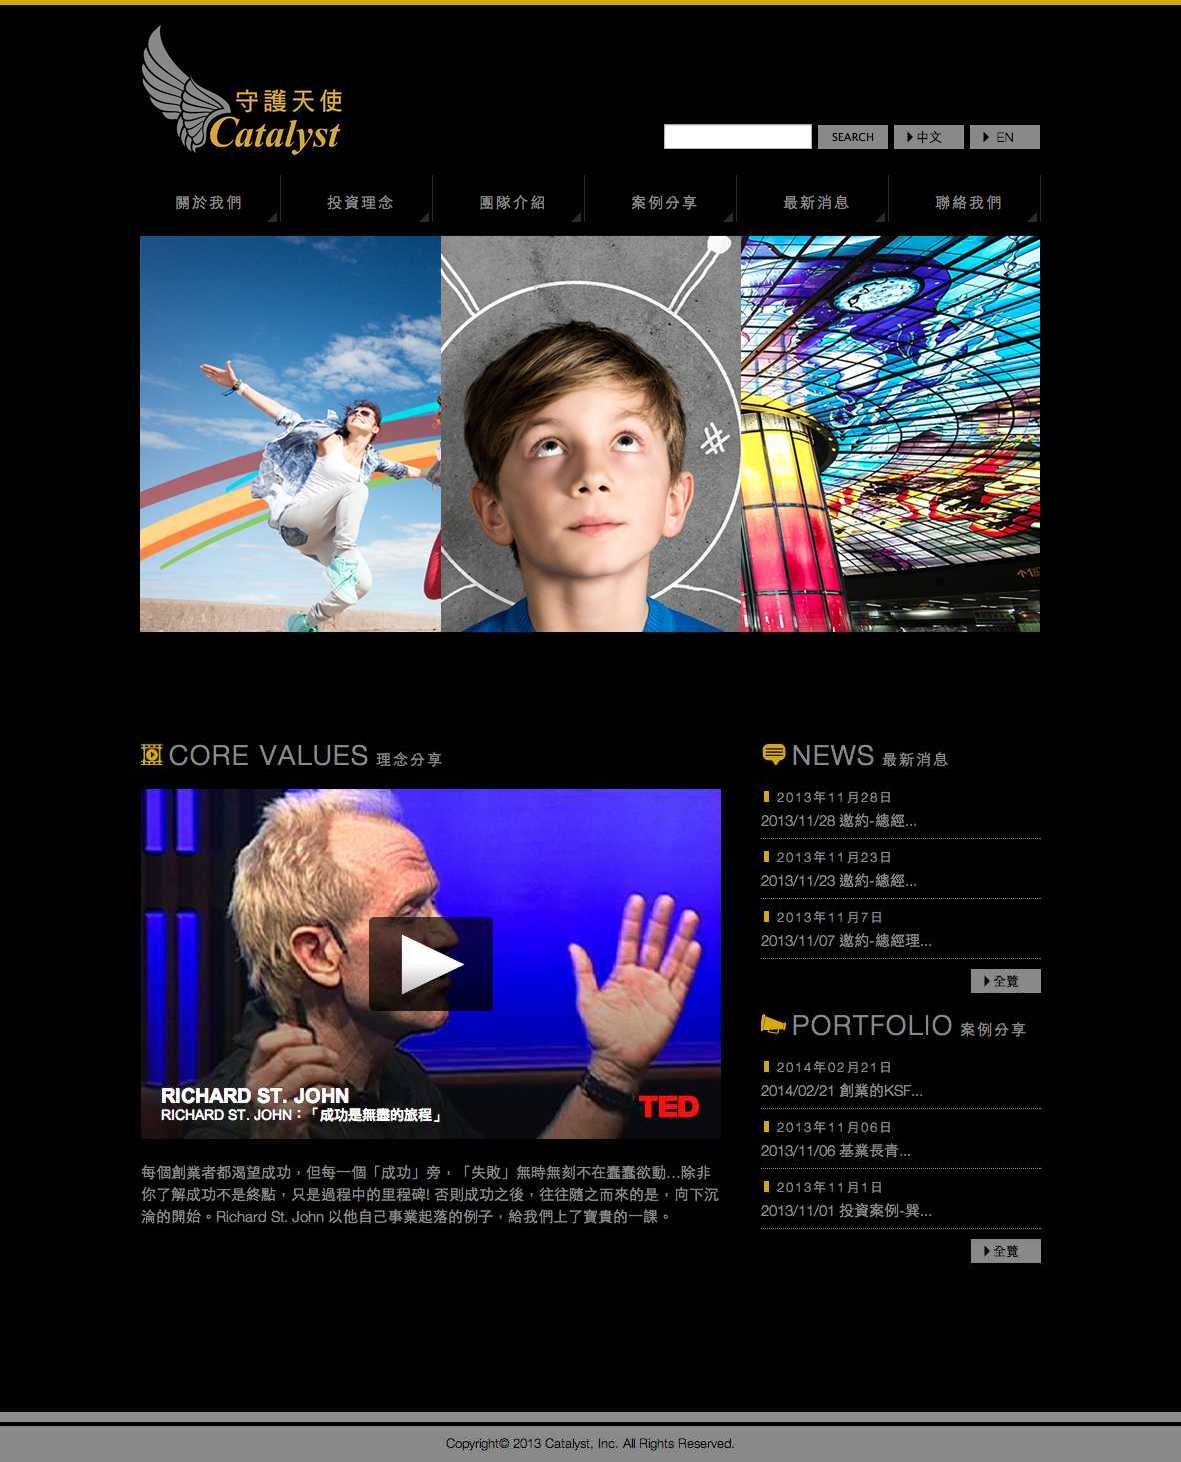 守護天使
Catalyst
SEARCH
中文
EN
關於我們
投資理念
團隊介紹
案例分享
最新消息
聯絡我們
CORE VALUES 理念分享
RICHARD ST. JOHN
RICHARD ST. JOHN：「成功是無盡的旅程」
TED
每個創業者都渴望成功，但每一個「成功」旁，「失敗」無時無刻不在蠢蠢欲動...除非
你了解成功不是終點，只是過程中的里程碑! 否則成功之後，往往隨之而來的是，向下沉
淪的開始。Richard St. John 以他自己事業起落的例子，給我們上了寶貴的一課。
NEWS 最新消息
2013年11月28日
2013/11/28 邀約-總經...
2013年11月23日
2013/11/23 邀約-總經...
2013年11月7日
2013/11/07 邀約-總經理...
全覽
PORTFOLIO 案例分享
2014年02月21日
2014/02/21 創業的KSF...
2013年11月06日
2013/11/06 基業長青...
2013年11月1日
2013/11/01 投資案例-巽...
全覽
Copyright© 2013 Catalyst, Inc. All Rights Reserved.